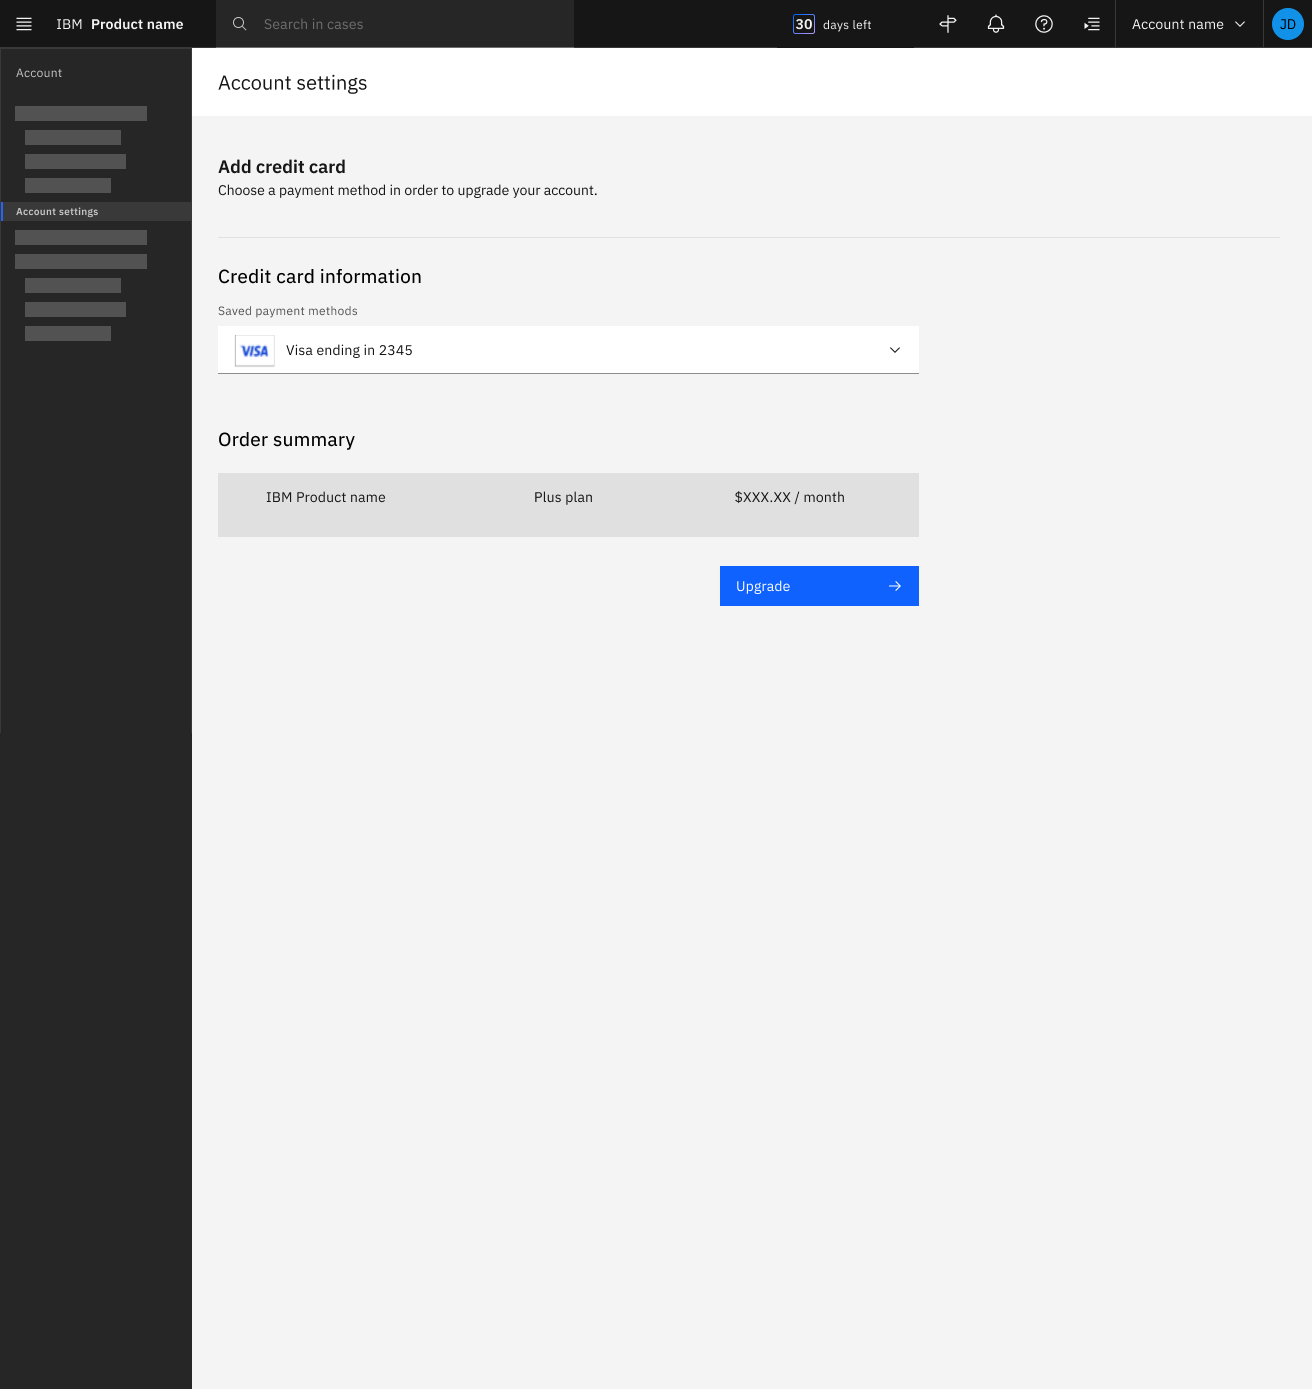 IBM Product name
Search in cases
30 days left
Account name
JD
Account
Account settings
Account settings
Add credit card
Choose a payment method in order to upgrade your account.
Credit card information
Saved payment methods
VISA Visa ending in 2345
Order summary
IBM Product name Plus plan $XXX.XX / month
Upgrade